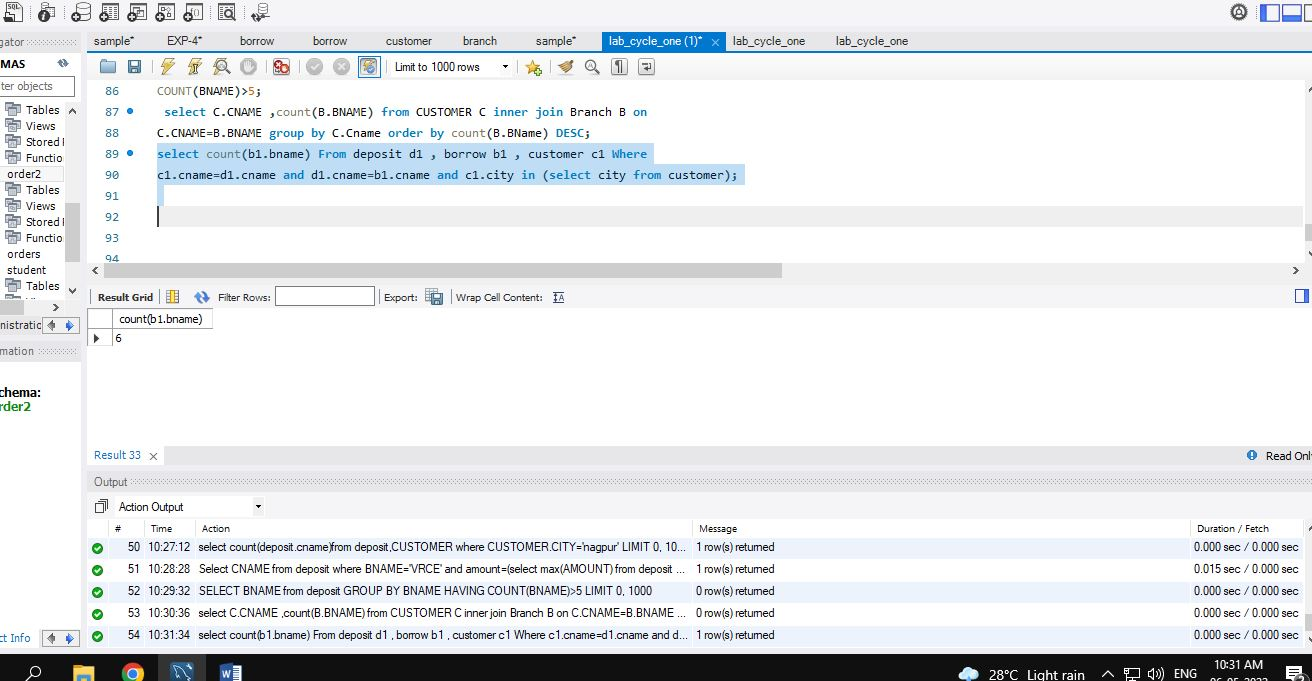 sample*
EXP-4*
borrow
borrow
customer
branch
sample*
lab_cycle_one (1)*
lab_cycle_one
lab_cycle_one
Limit to 1000 rows
Tables
Views
Stored
order2
Tables
Views
Stored
orders
student
Tables
86 COUNT(BNAME)>5;
87 select C.CNAME ,count(B.BNAME) from CUSTOMER C inner join Branch B on
88 C.CNAME=B.BNAME group by C.Cname order by count(B.BName) DESC;
89 select count(b1.bname) From deposit d1 , borrow b1 , customer c1 Where
90 c1.cname=d1.cname and d1.cname=b1.cname and c1.city in (select city from customer);
91
92
93
94
Result Grid Filter Rows: Export: Wrap Cell Content: IA
count(b1.bname)
6
Result 33
Read Onl
Output
Action Output
# Time Action Message Duration / Fetch
50 10:27:12 select count(deposit.cname)from deposit,CUSTOMER where CUSTOMER.CITY='nagpur' LIMIT 0, 10... 1 row(s) returned 0.000 sec / 0.000 sec
51 10:28:28 Select CNAME from deposit where BNAME='VRCE' and amount=(select max(AMOUNT) from deposit ... 1 row(s) returned 0.015 sec / 0.000 sec
52 10:29:32 SELECT BNAME from deposit GROUP BY BNAME HAVING COUNT(BNAME)>5 LIMIT 0, 1000 0 row(s) returned 0.000 sec / 0.000 sec
53 10:30:36 select C.CNAME ,count(B.BNAME) from CUSTOMER C inner join Branch B on C.CNAME=B.BNAME ... 0 row(s) returned 0.000 sec / 0.000 sec
54 10:31:34 select count(b1.bname) From deposit d1 , borrow b1 , customer c1 Where c1.cname=d1.cname and d... 1 row(s) returned 0.000 sec / 0.000 sec
28°C Light rain
ENG
10:31 AM